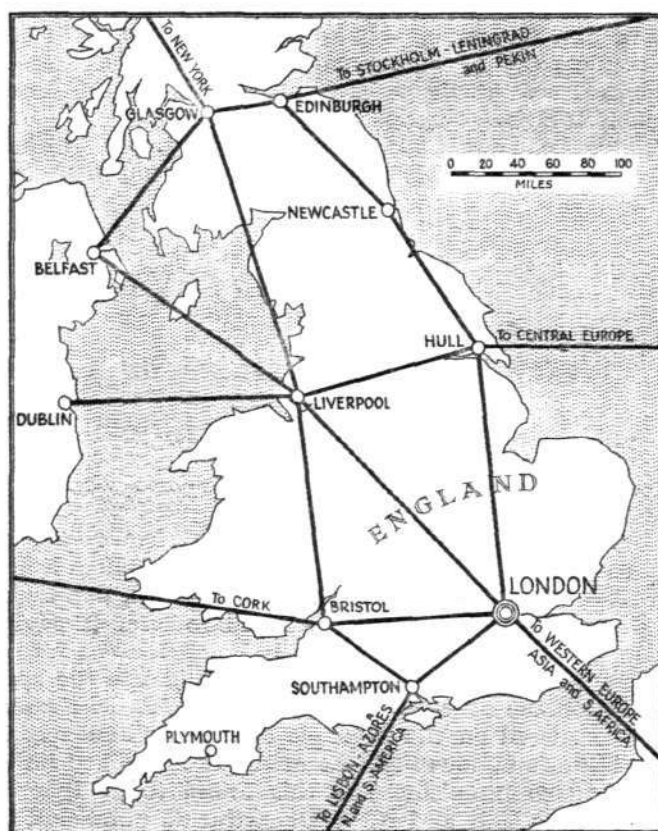 To NEW YORK
To STOCKHOLM-LENINGRAD
and PEKIN
GLASGOW
EDINBURGH
0 20 40 60 80 100
MILES
NEWCASTLE
BELFAST
HULL
To CENTRAL EUROPE
DUBLIN
LIVERPOOL
ENGLAND
LONDON
To CORK
BRISTOL
To WESTERN EUROPE
ASIA and S. AFRICA
SOUTHAMPTON
PLYMOUTH
To LISBON AZORES
N. and S. AMERICA